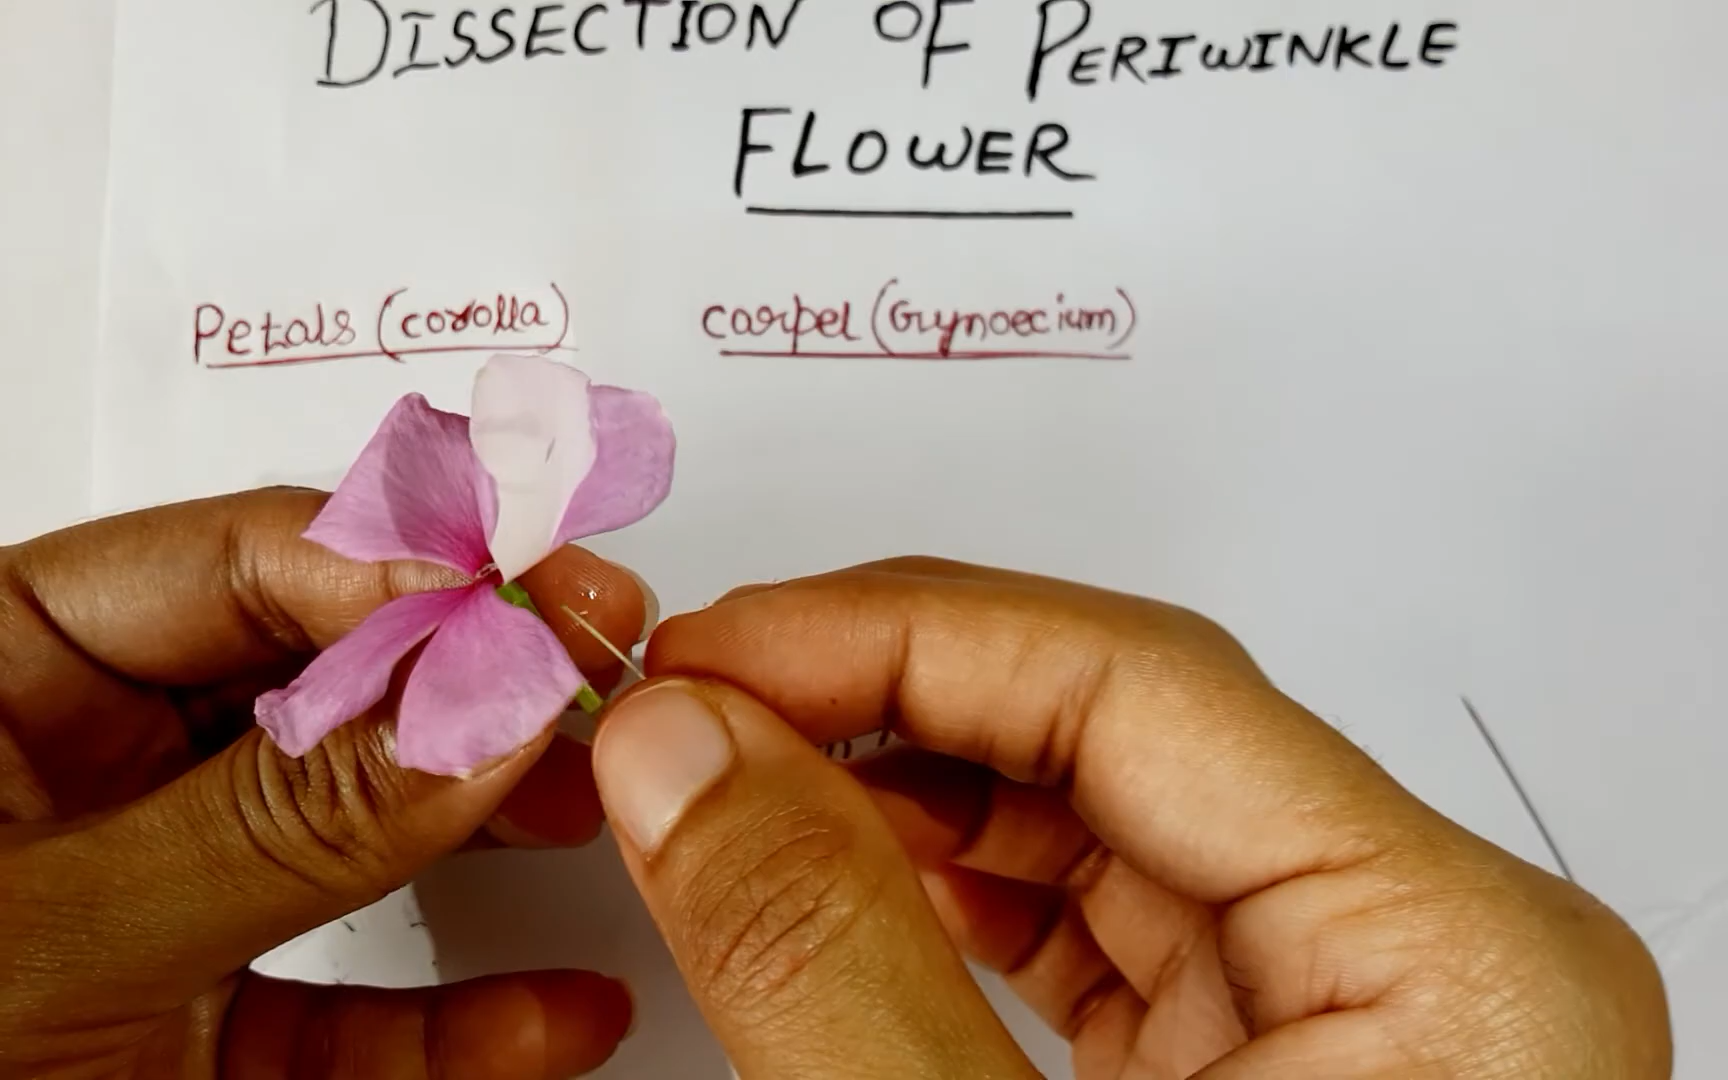 DISSECTION OF PERIWINKLE
FLOWER
Petals (corolla) carpel (Gynoecium)